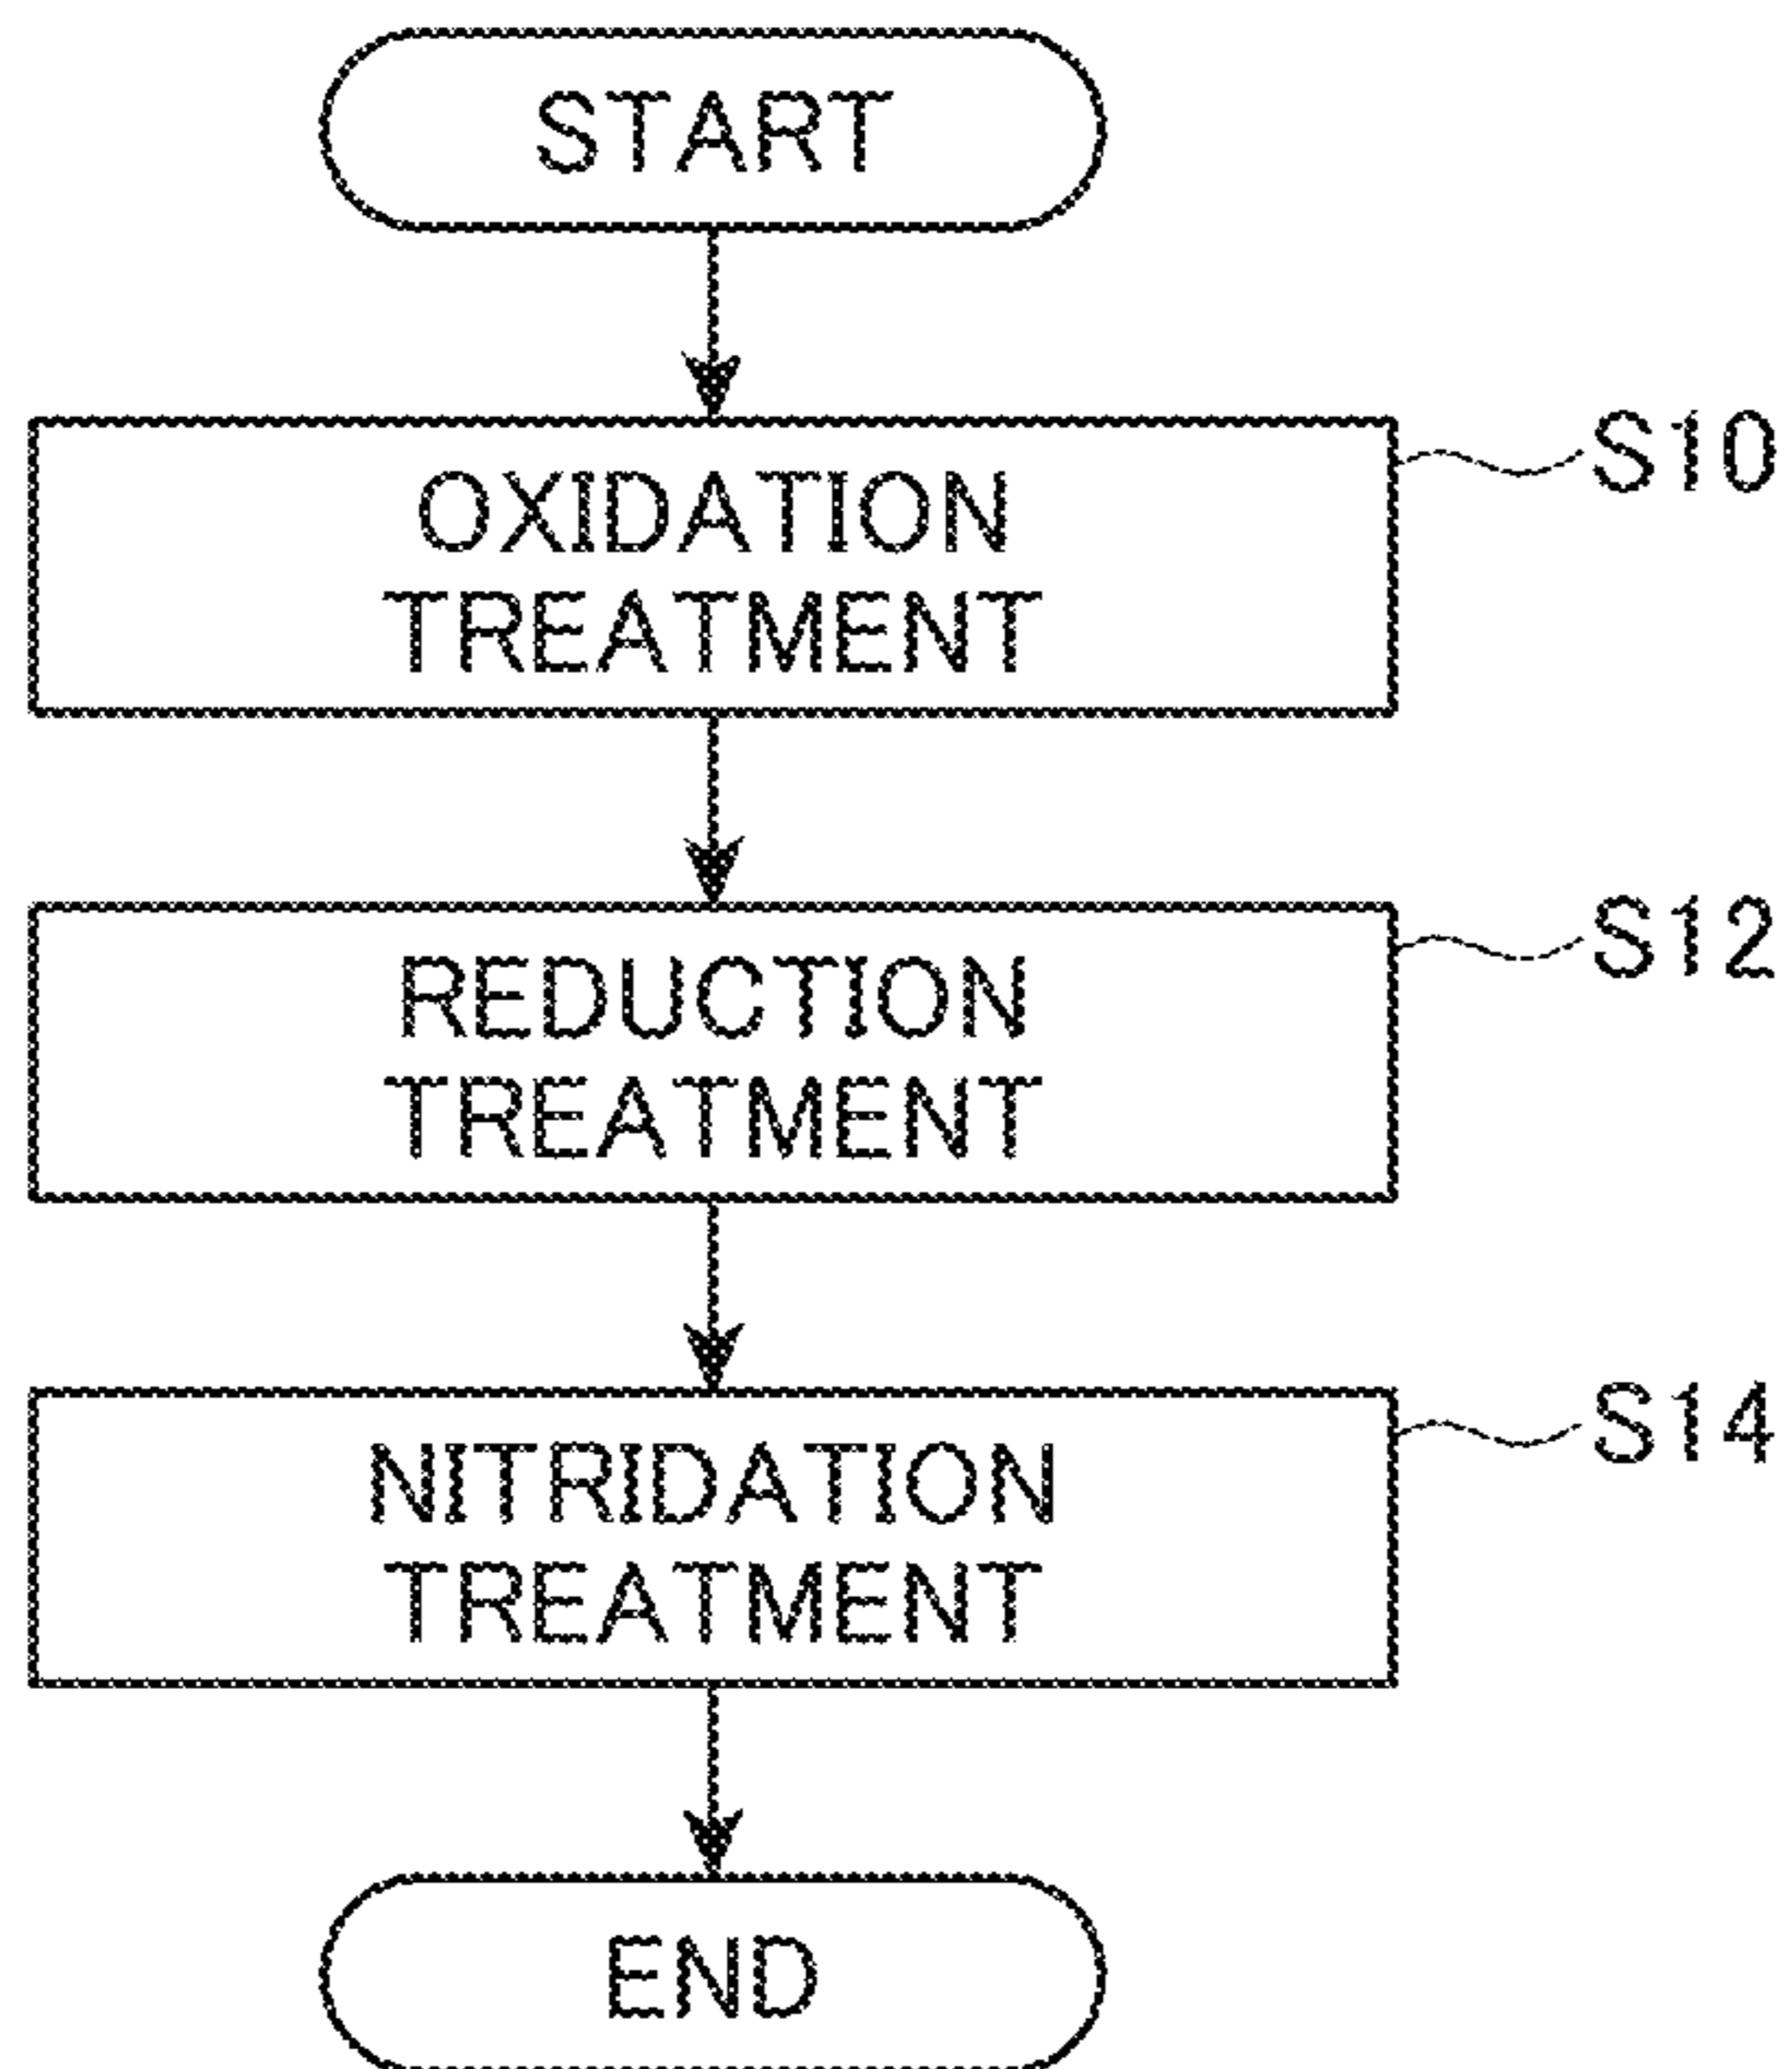 START
OXIDATION
TREATMENT
S10
REDUCTION
TREATMENT
S12
NITRIDATION
TREATMENT
S14
END